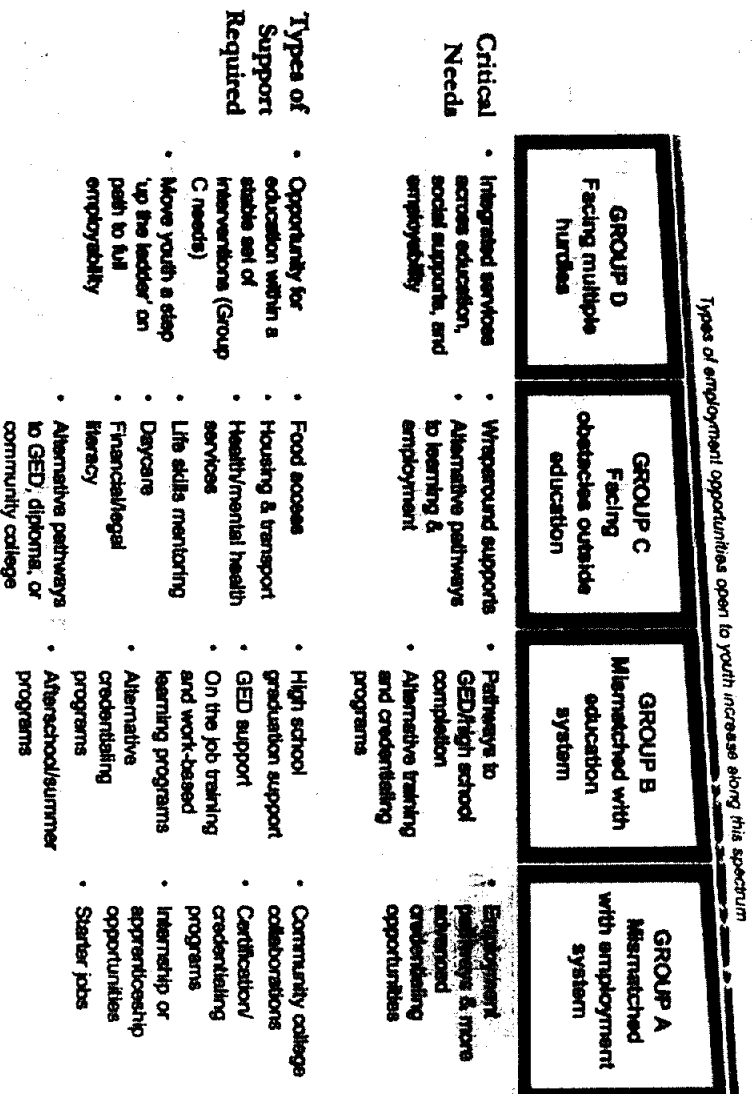 Types of employment opportunities open to youth increase along this spectrum
GROUP D
Facing multiple
hurdles
GROUP C
Facing
obstacles outside
education
GROUP B
Mismatched with
education
system
GROUP A
Mismatched
with employment
system
Critical
Needs
• Integrated services
across education,
social supports, and
employability
• Wraparound supports
• Alternative pathways
to learning &
employment
• Pathways to
GED/high school
completion
• Alternative training
and credentialing
programs
• Employment
pathways & more
advanced
credentialing
opportunities
Types of
Support
Required
• Opportunity for
education within a
stable set of
interventions (Group
C needs)
• Move youth a step
'up the ladder' on
path to full
employability
• Food access
• Housing & transport
• Health/mental health
services
• Life skills mentoring
• Daycare
• Financial/legal
literacy
• Alternative pathways
to GED, diploma, or
community college
• High school
graduation support
• GED support
• On the job training
and work-based
learning programs
• Alternative
credentialing
programs
• Afterschool/summer
programs
• Community college
collaborations
• Certification/
credentialing
programs
• Internship or
apprenticeship
opportunities
• Starter jobs